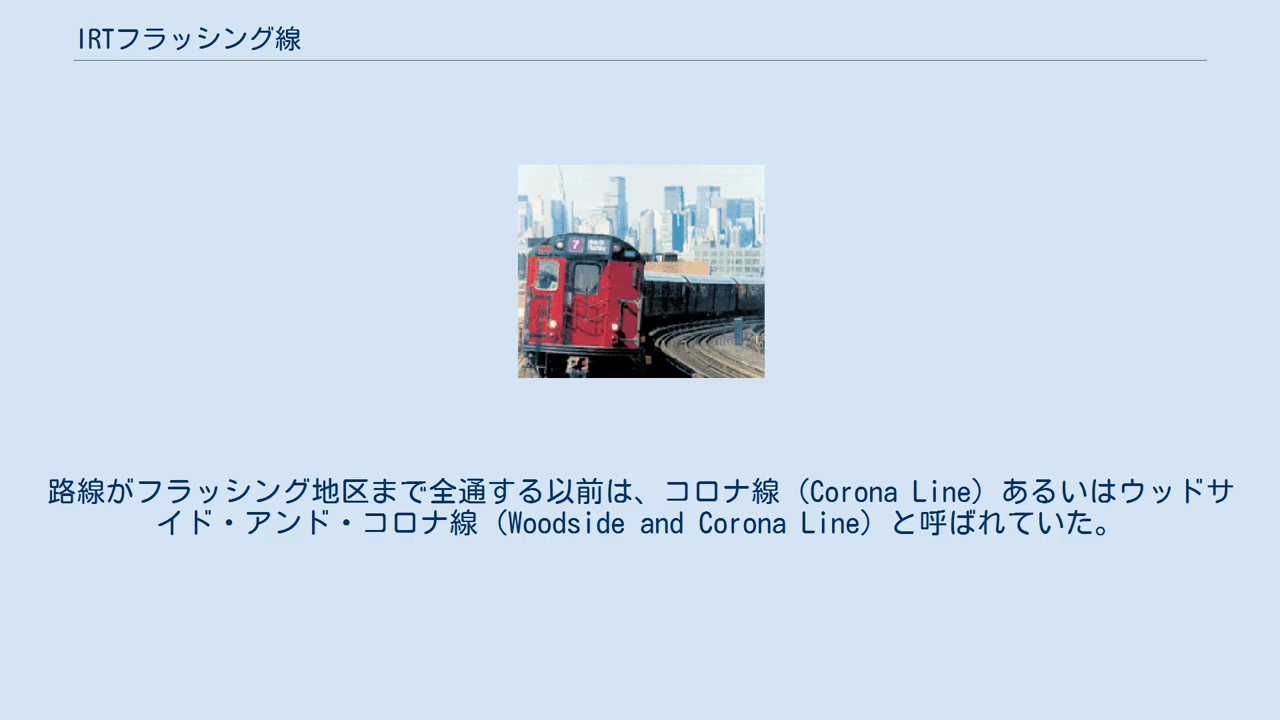 IRTフラッシング線
7
路線がフラッシング地区まで全通する以前は、コロナ線（Corona Line）あるいはウッドサ
イド・アンド・コロナ線（Woodside and Corona Line）と呼ばれていた。